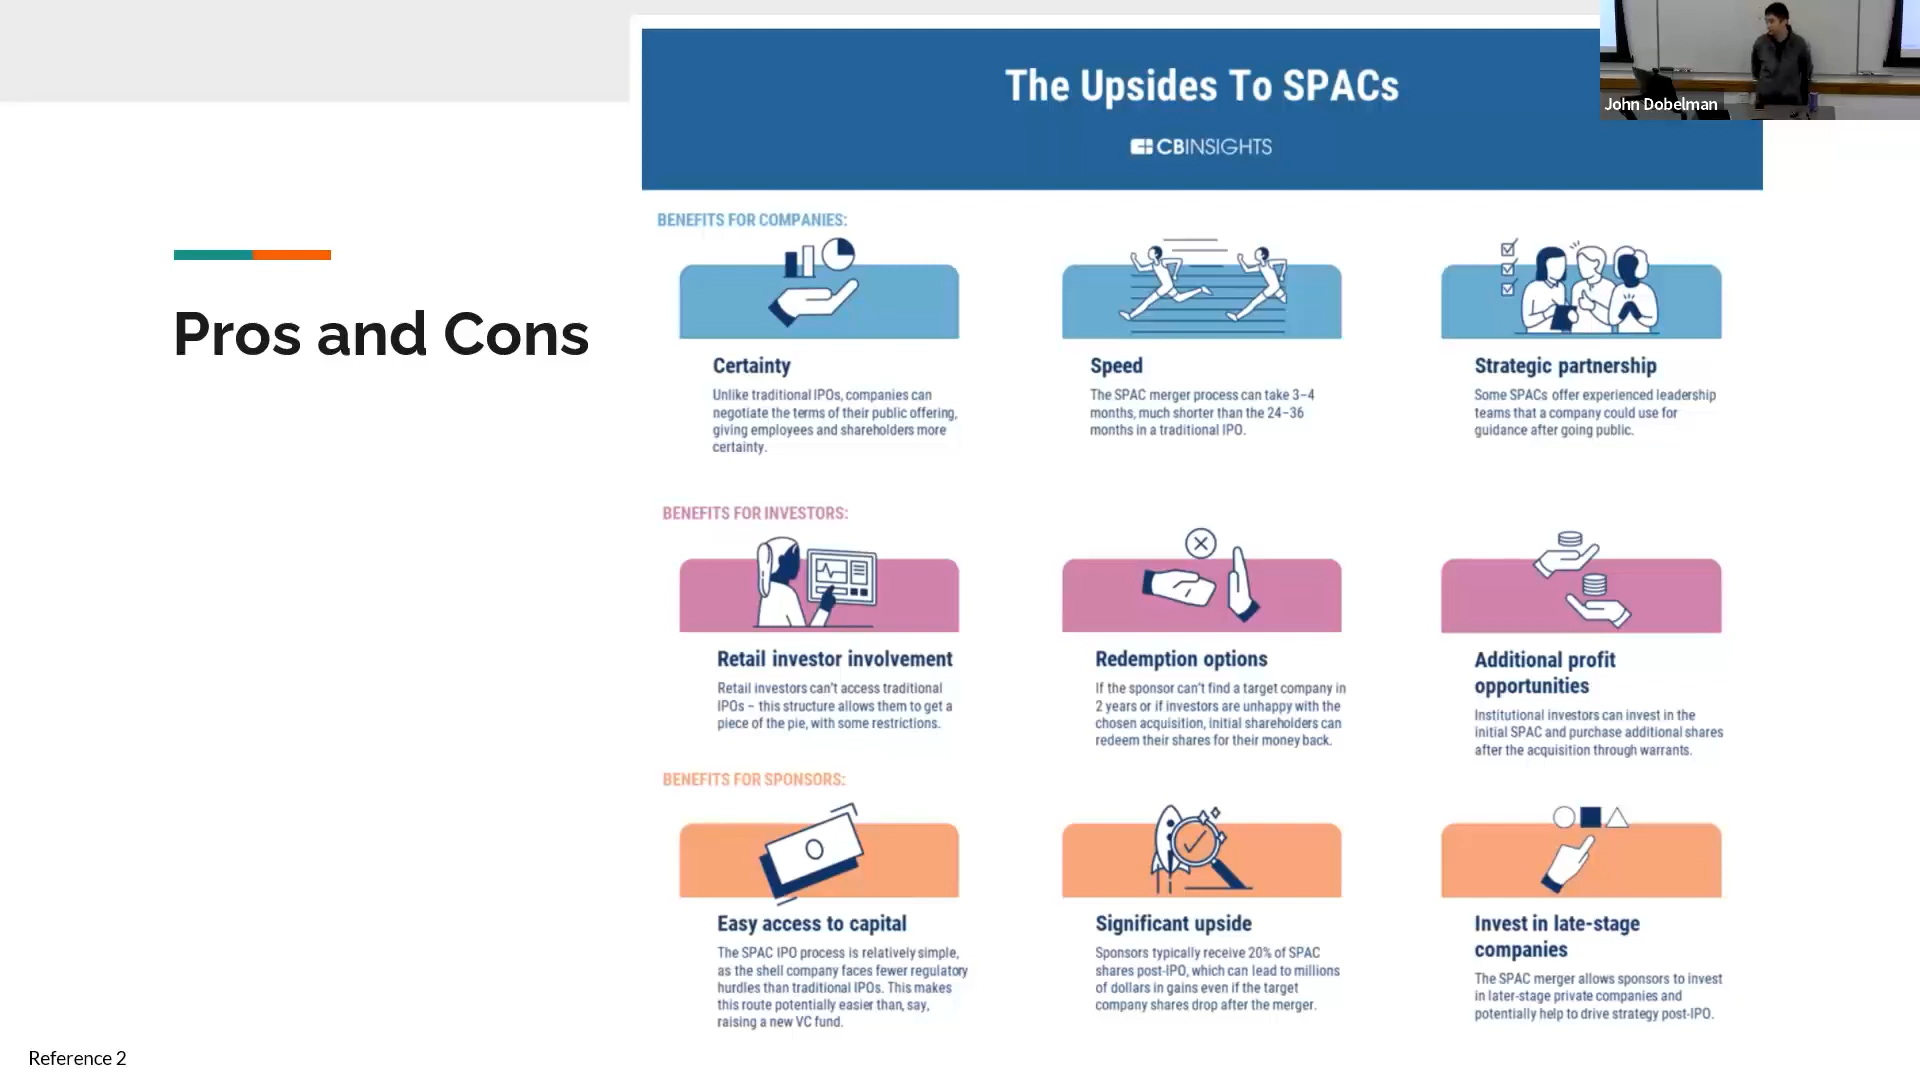 The Upsides To SPACs
CBINSIGHTS
John Dobelman
Pros and Cons
BENEFITS FOR COMPANIES:
Certainty
Unlike traditional IPOs, companies can
negotiate the terms of their public offering,
giving employees and shareholders more
certainty.
Speed
The SPAC merger process can take 3–4
months, much shorter than the 24–36
months in a traditional IPO.
Strategic partnership
Some SPACs offer experienced leadership
teams that a company could use for
guidance after going public.
BENEFITS FOR INVESTORS:
Retail investor involvement
Retail investors can't access traditional
IPOs – this structure allows them to get a
piece of the pie, with some restrictions.
Redemption options
If the sponsor can't find a target company in
2 years or if investors are unhappy with the
chosen acquisition, initial shareholders can
redeem their shares for their money back.
Additional profit
opportunities
Institutional investors can invest in the
initial SPAC and purchase additional shares
after the acquisition through warrants.
BENEFITS FOR SPONSORS:
Easy access to capital
The SPAC IPO process is relatively simple,
as the shell company faces fewer regulatory
hurdles than traditional IPOs. This makes
this route potentially easier than, say,
raising a new VC fund.
Significant upside
Sponsors typically receive 20% of SPAC
shares post-IPO, which can lead to millions
of dollars in gains even if the target
company shares drop after the merger.
Invest in late-stage
companies
The SPAC merger allows sponsors to invest
in later-stage private companies and
potentially help to drive strategy post-IPO.
Reference 2